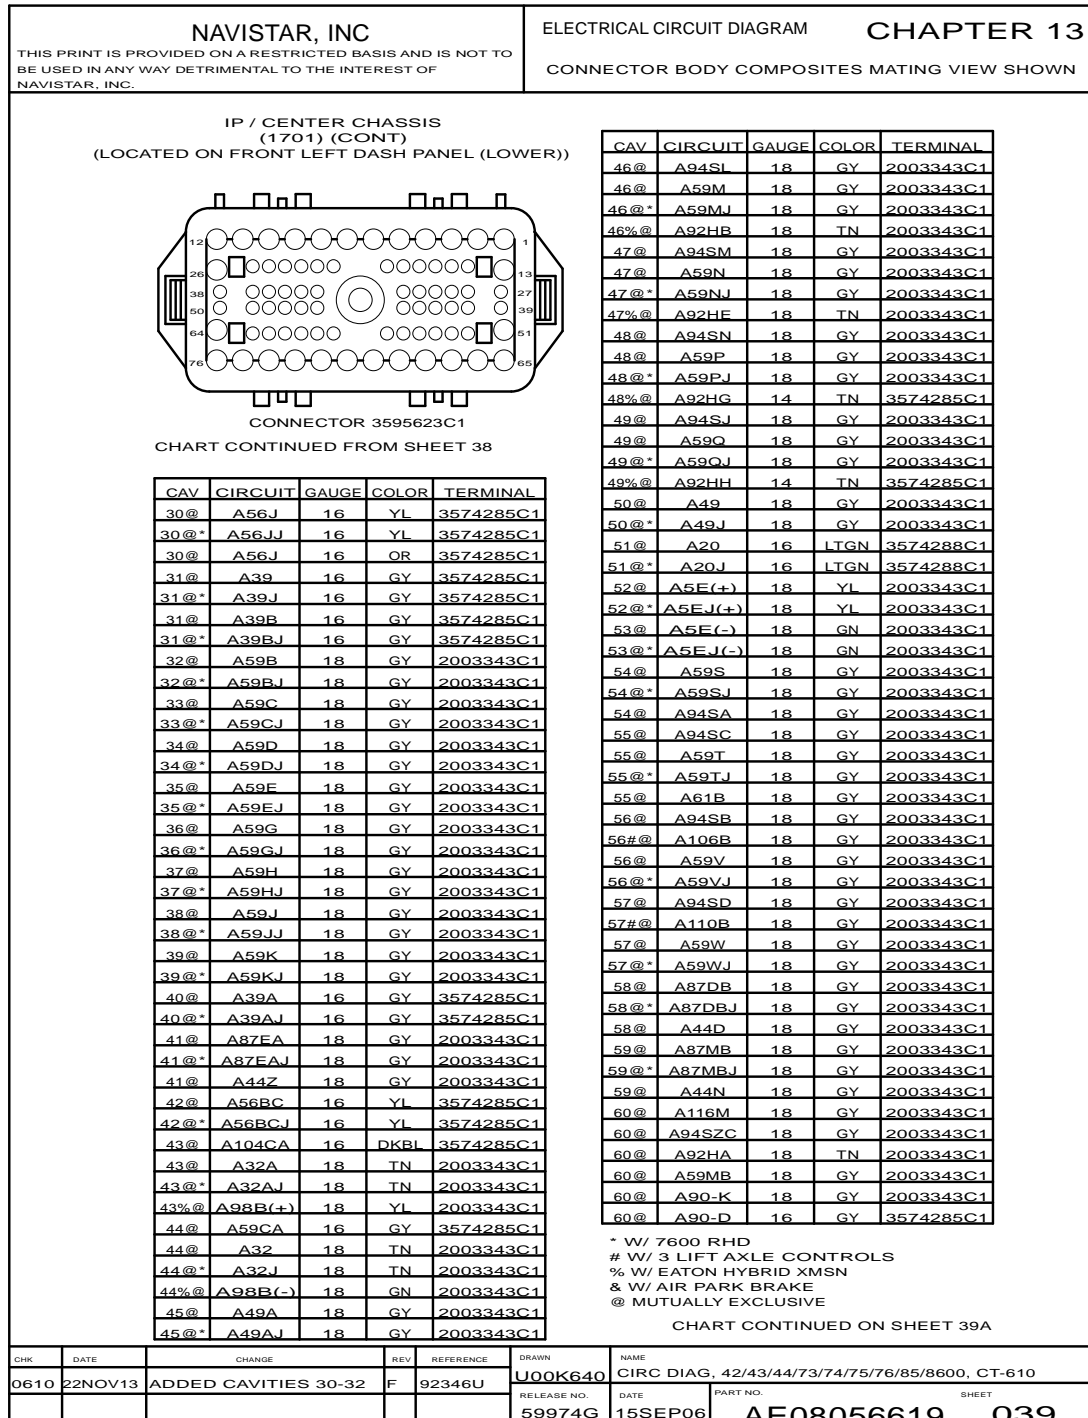 NAVISTAR, INC
THIS PRINT IS PROVIDED ON A RESTRICTED BASIS AND IS NOT TO
BE USED IN ANY WAY DETRIMENTAL TO THE INTEREST OF
NAVISTAR, INC.
ELECTRICAL CIRCUIT DIAGRAM CHAPTER 13
CONNECTOR BODY COMPOSITES MATING VIEW SHOWN
IP / CENTER CHASSIS
(1701) (CONT)
(LOCATED ON FRONT LEFT DASH PANEL (LOWER))
12 1
26 13
38 27
50 39
64 51
76 65
CONNECTOR 3595623C1
CHART CONTINUED FROM SHEET 38
CAV CIRCUIT GAUGE COLOR TERMINAL
30@ A56J 16 YL 3574285C1
30@* A56JJ 16 YL 3574285C1
30@ A56J 16 OR 3574285C1
31@ A39 16 GY 3574285C1
31@* A39J 16 GY 3574285C1
31@ A39B 16 GY 3574285C1
31@* A39BJ 16 GY 3574285C1
32@ A59B 18 GY 2003343C1
32@* A59BJ 18 GY 2003343C1
33@ A59C 18 GY 2003343C1
33@* A59CJ 18 GY 2003343C1
34@ A59D 18 GY 2003343C1
34@* A59DJ 18 GY 2003343C1
35@ A59E 18 GY 2003343C1
35@* A59EJ 18 GY 2003343C1
36@ A59G 18 GY 2003343C1
36@* A59GJ 18 GY 2003343C1
37@ A59H 18 GY 2003343C1
37@* A59HJ 18 GY 2003343C1
38@ A59J 18 GY 2003343C1
38@* A59JJ 18 GY 2003343C1
39@ A59K 18 GY 2003343C1
39@* A59KJ 18 GY 2003343C1
40@ A39A 16 GY 3574285C1
40@* A39AJ 16 GY 3574285C1
41@ A87EA 18 GY 2003343C1
41@* A87EAJ 18 GY 2003343C1
41@ A44Z 18 GY 2003343C1
42@ A56BC 16 YL 3574285C1
42@* A56BCJ 16 YL 3574285C1
43@ A104CA 16 DKBL 3574285C1
43@ A32A 18 TN 2003343C1
43@* A32AJ 18 TN 2003343C1
43%@ A98B(+) 18 YL 2003343C1
44@ A59CA 16 GY 3574285C1
44@ A32 18 TN 2003343C1
44@* A32J 18 TN 2003343C1
44%@ A98B(-) 18 GN 2003343C1
45@ A49A 18 GY 2003343C1
45@* A49AJ 18 GY 2003343C1
CAV CIRCUIT GAUGE COLOR TERMINAL
46@ A94SL 18 GY 2003343C1
46@ A59M 18 GY 2003343C1
46@* A59MJ 18 GY 2003343C1
46%@ A92HB 18 TN 2003343C1
47@ A94SM 18 GY 2003343C1
47@ A59N 18 GY 2003343C1
47@* A59NJ 18 GY 2003343C1
47%@ A92HE 18 TN 2003343C1
48@ A94SN 18 GY 2003343C1
48@ A59P 18 GY 2003343C1
48@* A59PJ 18 GY 2003343C1
48%@ A92HG 14 TN 3574285C1
49@ A94SJ 18 GY 2003343C1
49@ A59Q 18 GY 2003343C1
49@* A59QJ 18 GY 2003343C1
49%@ A92HH 14 TN 3574285C1
50@ A49 18 GY 2003343C1
50@* A49J 18 GY 2003343C1
51@ A20 16 LTGN 3574288C1
51@* A20J 16 LTGN 3574288C1
52@ A5E(+) 18 YL 2003343C1
52@* A5EJ(+) 18 YL 2003343C1
53@ A5E(-) 18 GN 2003343C1
53@* A5EJ(-) 18 GN 2003343C1
54@ A59S 18 GY 2003343C1
54@* A59SJ 18 GY 2003343C1
54@ A94SA 18 GY 2003343C1
55@ A94SC 18 GY 2003343C1
55@ A59T 18 GY 2003343C1
55@* A59TJ 18 GY 2003343C1
55@ A61B 18 GY 2003343C1
56@ A94SB 18 GY 2003343C1
56#@ A106B 18 GY 2003343C1
56@ A59V 18 GY 2003343C1
56@* A59VJ 18 GY 2003343C1
57@ A94SD 18 GY 2003343C1
57#@ A110B 18 GY 2003343C1
57@ A59W 18 GY 2003343C1
57@* A59WJ 18 GY 2003343C1
58@ A87DB 18 GY 2003343C1
58@* A87DBJ 18 GY 2003343C1
58@ A44D 18 GY 2003343C1
59@ A87MB 18 GY 2003343C1
59@* A87MBJ 18 GY 2003343C1
59@ A44N 18 GY 2003343C1
60@ A116M 18 GY 2003343C1
60@ A94SZC 18 GY 2003343C1
60@ A92HA 18 TN 2003343C1
60@ A59MB 18 GY 2003343C1
60@ A90-K 18 GY 2003343C1
60@ A90-D 16 GY 3574285C1
* W/ 7600 RHD
# W/ 3 LIFT AXLE CONTROLS
% W/ EATON HYBRID XMSN
& W/ AIR PARK BRAKE
@ MUTUALLY EXCLUSIVE
CHART CONTINUED ON SHEET 39A
CHK DATE CHANGE REV REFERENCE
0610 22NOV13 ADDED CAVITIES 30-32 F 92346U
DRAWN NAME
U00K640 CIRC DIAG, 42/43/44/73/74/75/76/85/8600, CT-610
RELEASE NO. DATE PART NO. SHEET
59974G 15SEP06 AE08056619 039